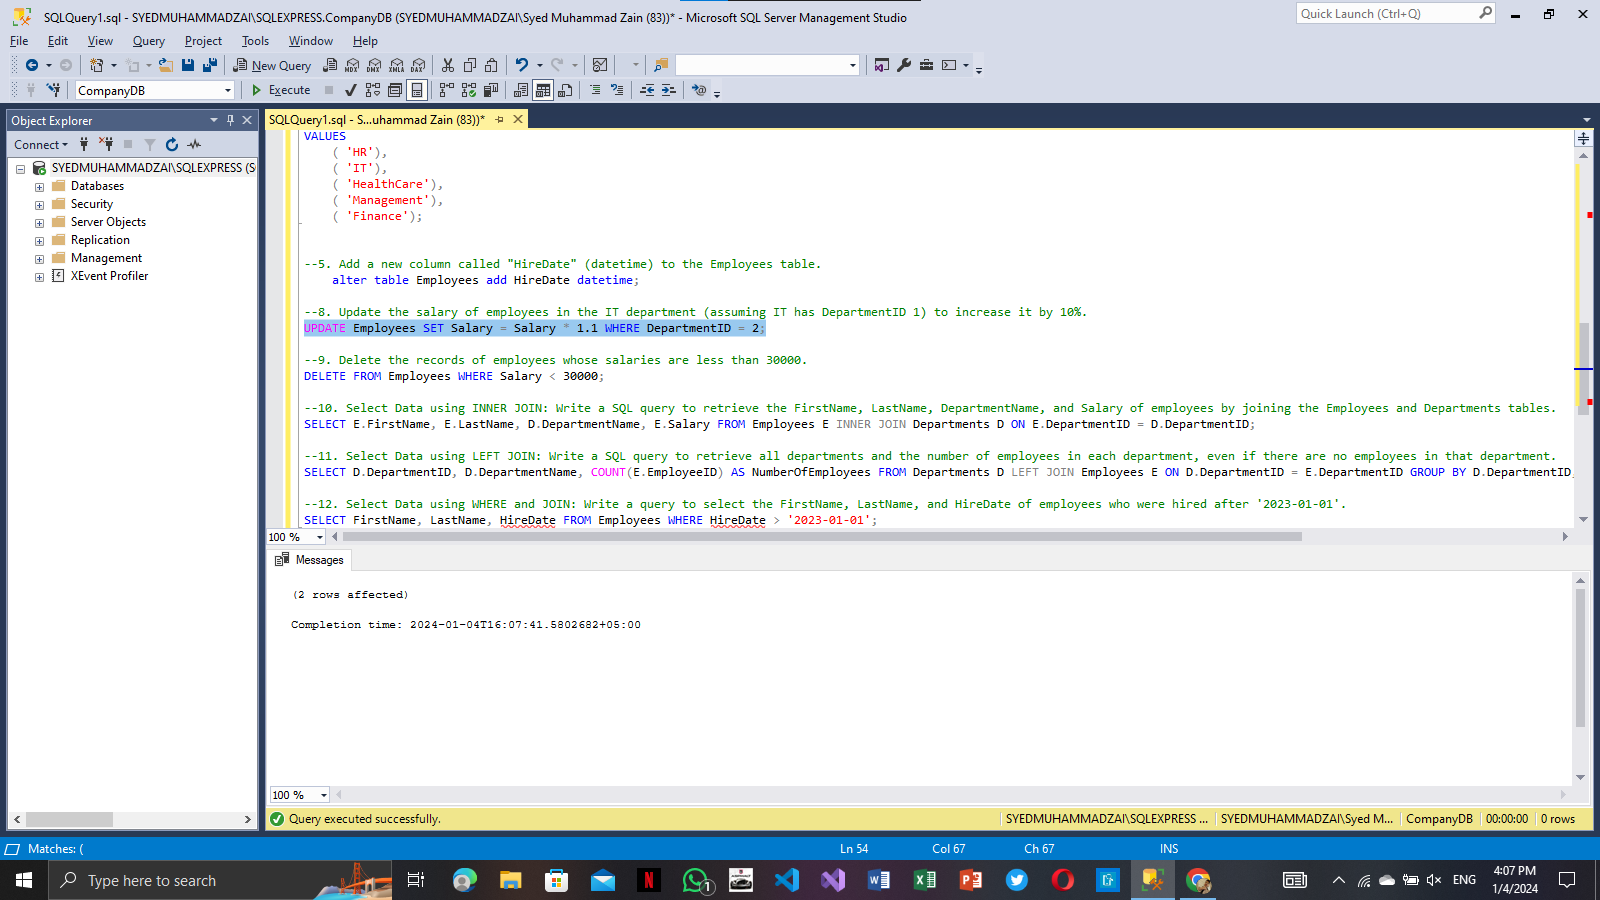 SQLQuery1.sql - SYEDMUHAMMADZAI\SQLEXPRESS.CompanyDB (SYEDMUHAMMADZAI\Syed Muhammad Zain (83))* - Microsoft SQL Server Management Studio
Quick Launch (Ctrl+Q)
File Edit View Query Project Tools Window Help
New Query
MDX DMX XMLA DAX
CompanyDB
Execute
Object Explorer
SQLQuery1.sql - S...uhammad Zain (83))*
Connect
SYEDMUHAMMADZAI\SQLEXPRESS (S
Databases
Security
Server Objects
Replication
Management
XEvent Profiler
VALUES
( 'HR'),
( 'IT'),
( 'HealthCare'),
( 'Management'),
( 'Finance');
--5. Add a new column called "HireDate" (datetime) to the Employees table.
alter table Employees add HireDate datetime;
--8. Update the salary of employees in the IT department (assuming IT has DepartmentID 1) to increase it by 10%.
UPDATE Employees SET Salary = Salary * 1.1 WHERE DepartmentID = 2;
--9. Delete the records of employees whose salaries are less than 30000.
DELETE FROM Employees WHERE Salary < 30000;
--10. Select Data using INNER JOIN: Write a SQL query to retrieve the FirstName, LastName, DepartmentName, and Salary of employees by joining the Employees and Departments tables.
SELECT E.FirstName, E.LastName, D.DepartmentName, E.Salary FROM Employees E INNER JOIN Departments D ON E.DepartmentID = D.DepartmentID;
--11. Select Data using LEFT JOIN: Write a SQL query to retrieve all departments and the number of employees in each department, even if there are no employees in that department.
SELECT D.DepartmentID, D.DepartmentName, COUNT(E.EmployeeID) AS NumberOfEmployees FROM Departments D LEFT JOIN Employees E ON D.DepartmentID = E.DepartmentID GROUP BY D.DepartmentID,
--12. Select Data using WHERE and JOIN: Write a query to select the FirstName, LastName, and HireDate of employees who were hired after '2023-01-01'.
SELECT FirstName, LastName, HireDate FROM Employees WHERE HireDate > '2023-01-01';
100 %
Messages
(2 rows affected)
Completion time: 2024-01-04T16:07:41.5802682+05:00
100 %
Query executed successfully.
SYEDMUHAMMADZAI\SQLEXPRESS ... SYEDMUHAMMADZAI\Syed M... CompanyDB 00:00:00 0 rows
Matches: (
Ln 54 Col 67 Ch 67 INS
Type here to search
1
ENG
4:07 PM
1/4/2024